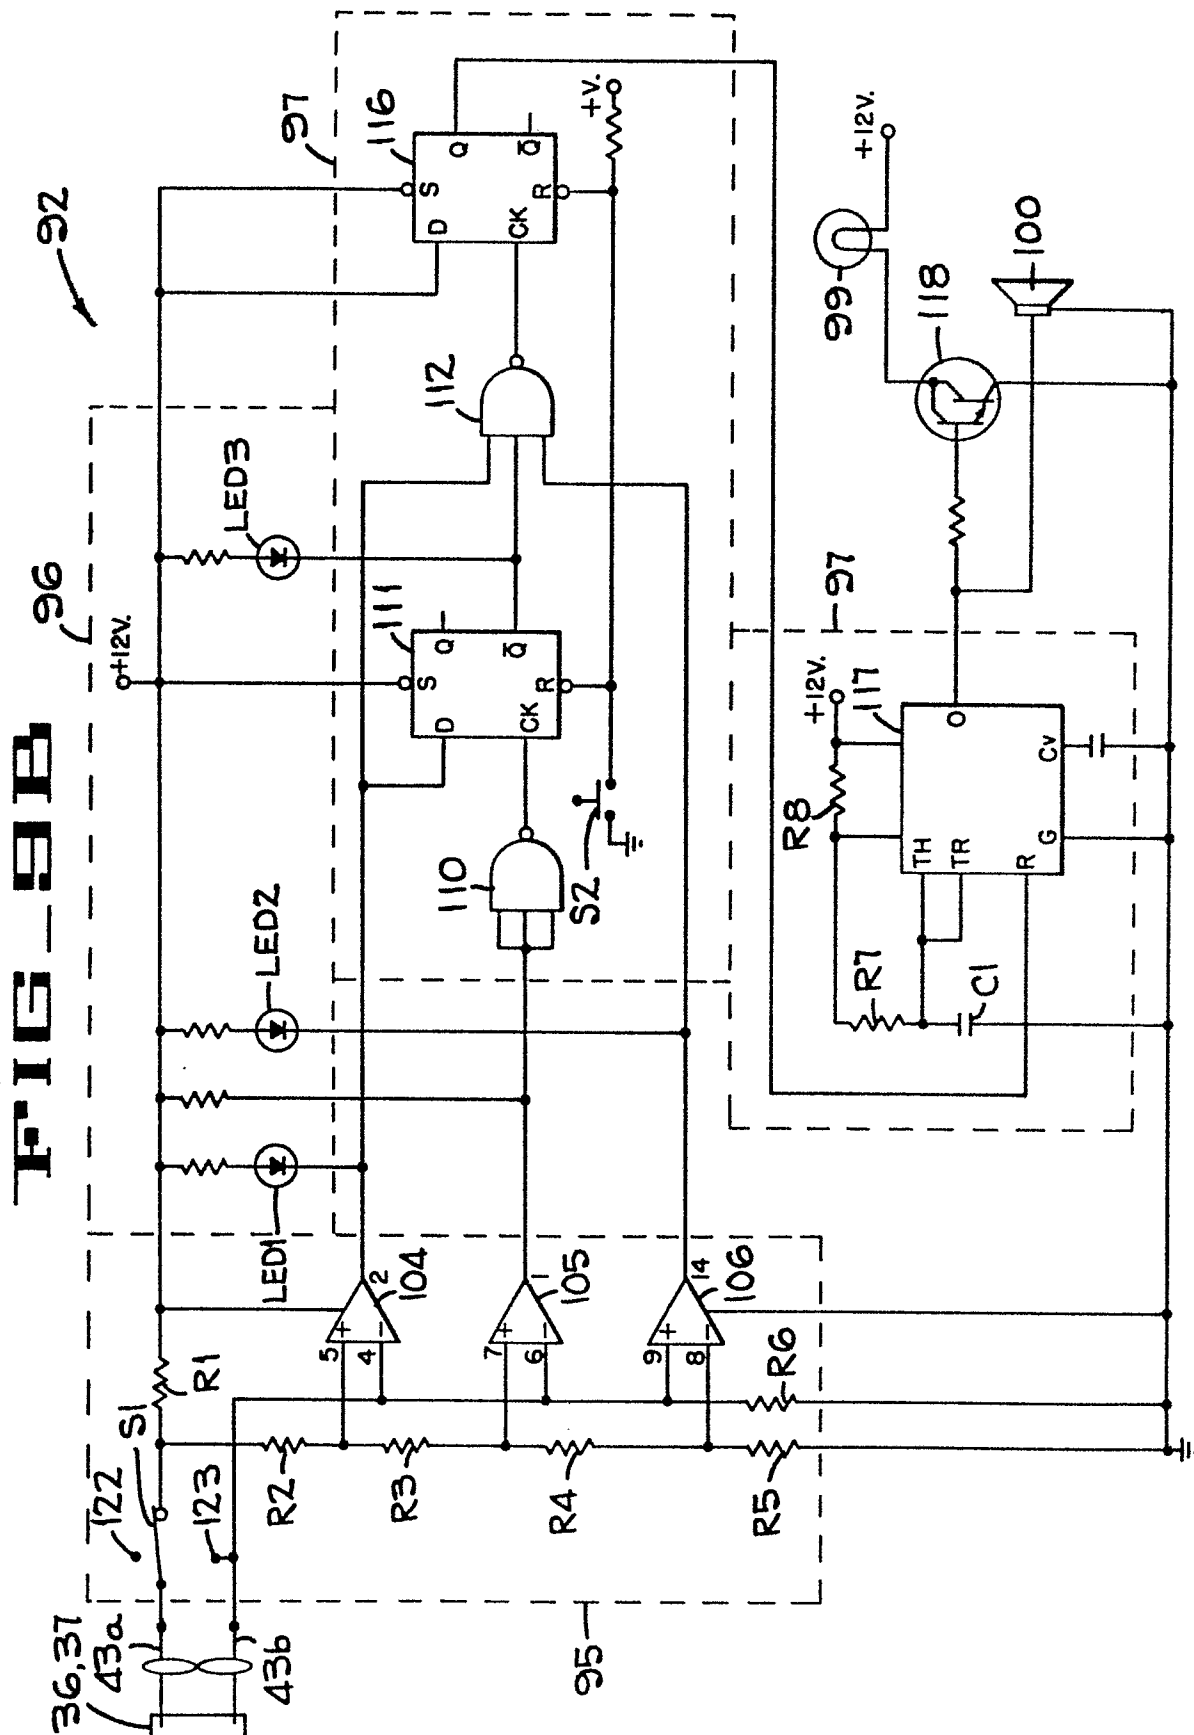 FIG_9B
92
96
97
+12V.
LED1
LED2
LED3
36,37
43a
43b
122
S1
123
R1
R2
R3
R4
R5
R6
95
5
+
4
−
2
104
7
+
6
−
1
105
9
+
8
−
14
106
110
S2
111
D
S
CK
R
Q
Q̅
112
116
D
S
CK
R
Q
Q̅
+V.
97
117
+12V.
R8
R7
C1
TH
TR
R
G
Cv
O
118
99
+12V.
100